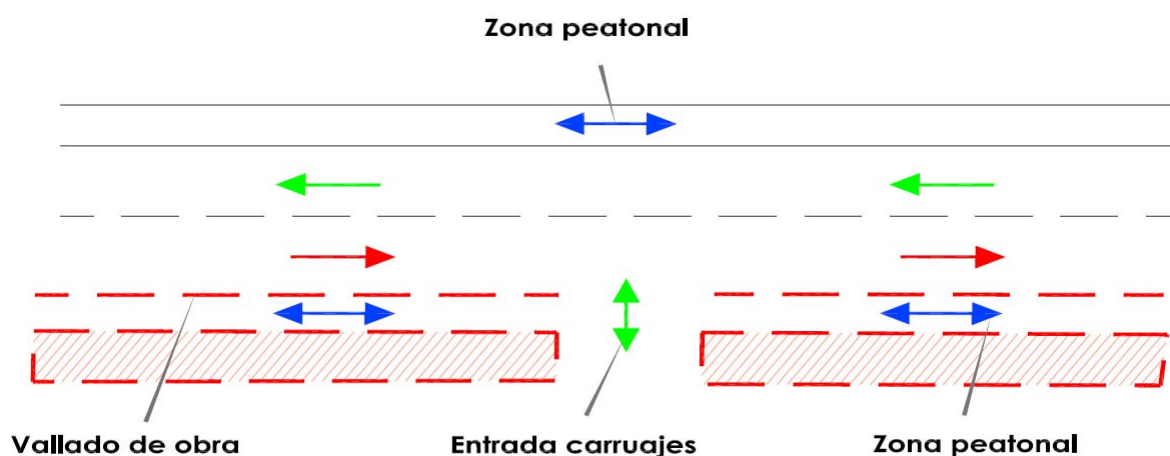 Zona peatonal
Vallado de obra
Entrada carruajes
Zona peatonal